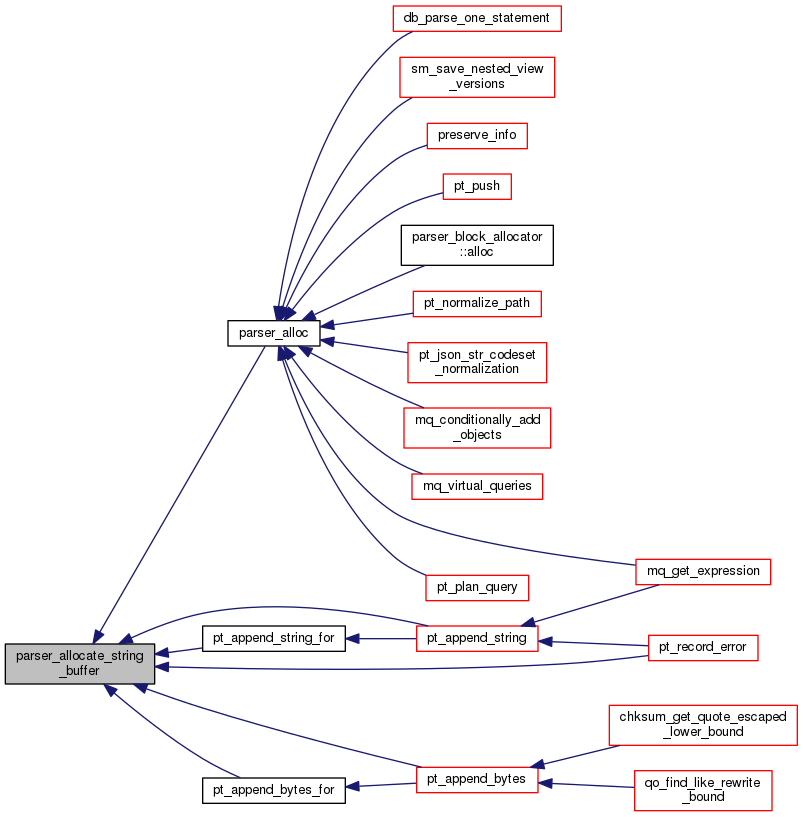 db_parse_one_statement
sm_save_nested_view
_versions
preserve_info
pt_push
parser_block_allocator
::alloc
pt_normalize_path
parser_alloc
pt_json_str_codeset
_normalization
mq_conditionally_add
_objects
mq_virtual_queries
mq_get_expression
pt_plan_query
pt_append_string_for
pt_append_string
pt_record_error
parser_allocate_string
_buffer
chksum_get_quote_escaped
_lower_bound
pt_append_bytes
pt_append_bytes_for
qo_find_like_rewrite
_bound